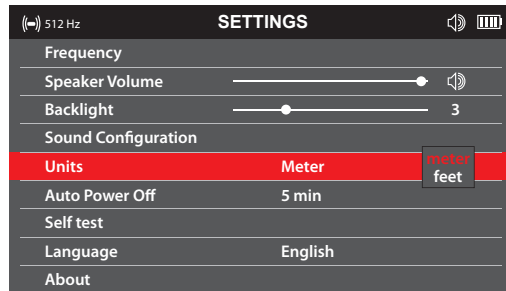 512 Hz SETTINGS
Frequency
Speaker Volume
Backlight 3
Sound Configuration
Units Meter meter
feet
Auto Power Off 5 min
Self test
Language English
About